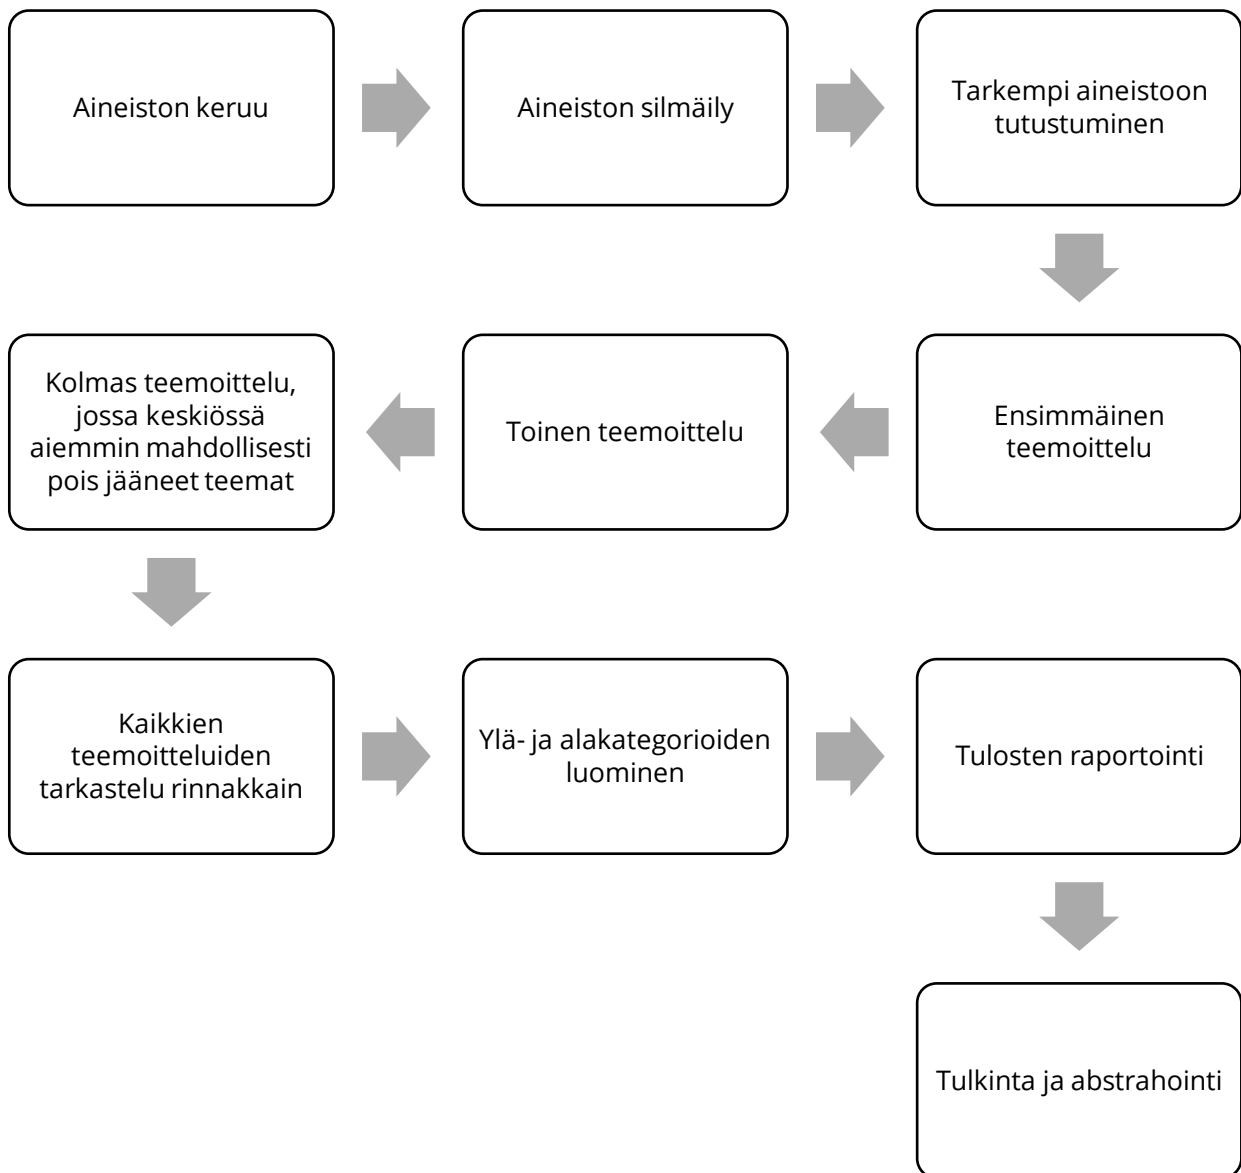 Aineiston keruu
Aineiston silmäily
Tarkempi aineistoon
tutustuminen
Ensimmäinen
teemoittelu
Toinen teemoittelu
Kolmas teemoittelu,
jossa keskiössä
aiemmin mahdollisesti
pois jääneet teemat
Kaikkien
teemoitteluiden
tarkastelu rinnakkain
Ylä- ja alakategorioiden
luominen
Tulosten raportointi
Tulkinta ja abstrahointi